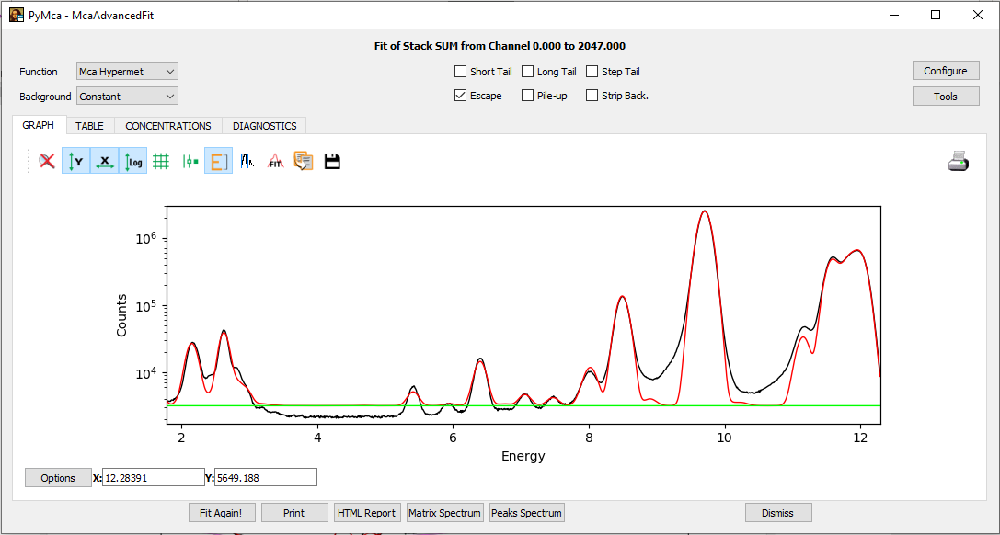 PyMca - McaAdvancedFit
Fit of Stack SUM from Channel 0.000 to 2047.000
Function Mca Hypermet Short Tail Long Tail Step Tail Configure
Background Constant Escape Pile-up Strip Back. Tools
GRAPH TABLE CONCENTRATIONS DIAGNOSTICS
Y X Log FIT
10^6
10^5
10^4
Counts
2 4 6 8 10 12
Energy
Options X: 12.28391 Y: 5649.188
Fit Again! Print HTML Report Matrix Spectrum Peaks Spectrum Dismiss